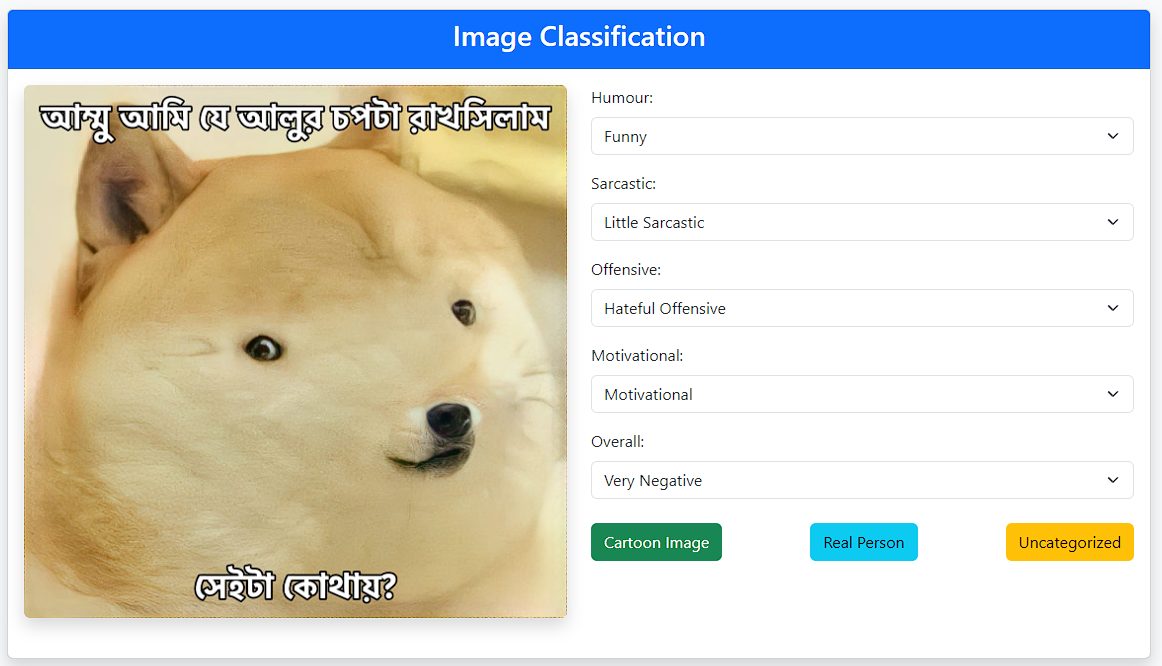 Image Classification
আম্মু আমি যে আলুর চপটা রাখসিলাম
সেইটা কোথায়?
Humour:
Funny
Sarcastic:
Little Sarcastic
Offensive:
Hateful Offensive
Motivational:
Motivational
Overall:
Very Negative
Cartoon Image
Real Person
Uncategorized